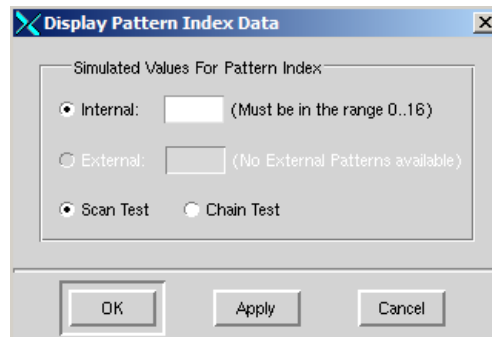 Display Pattern Index Data
Simulated Values For Pattern Index
Internal: (Must be in the range 0..16)
External: (No External Patterns available)
Scan Test Chain Test
OK Apply Cancel